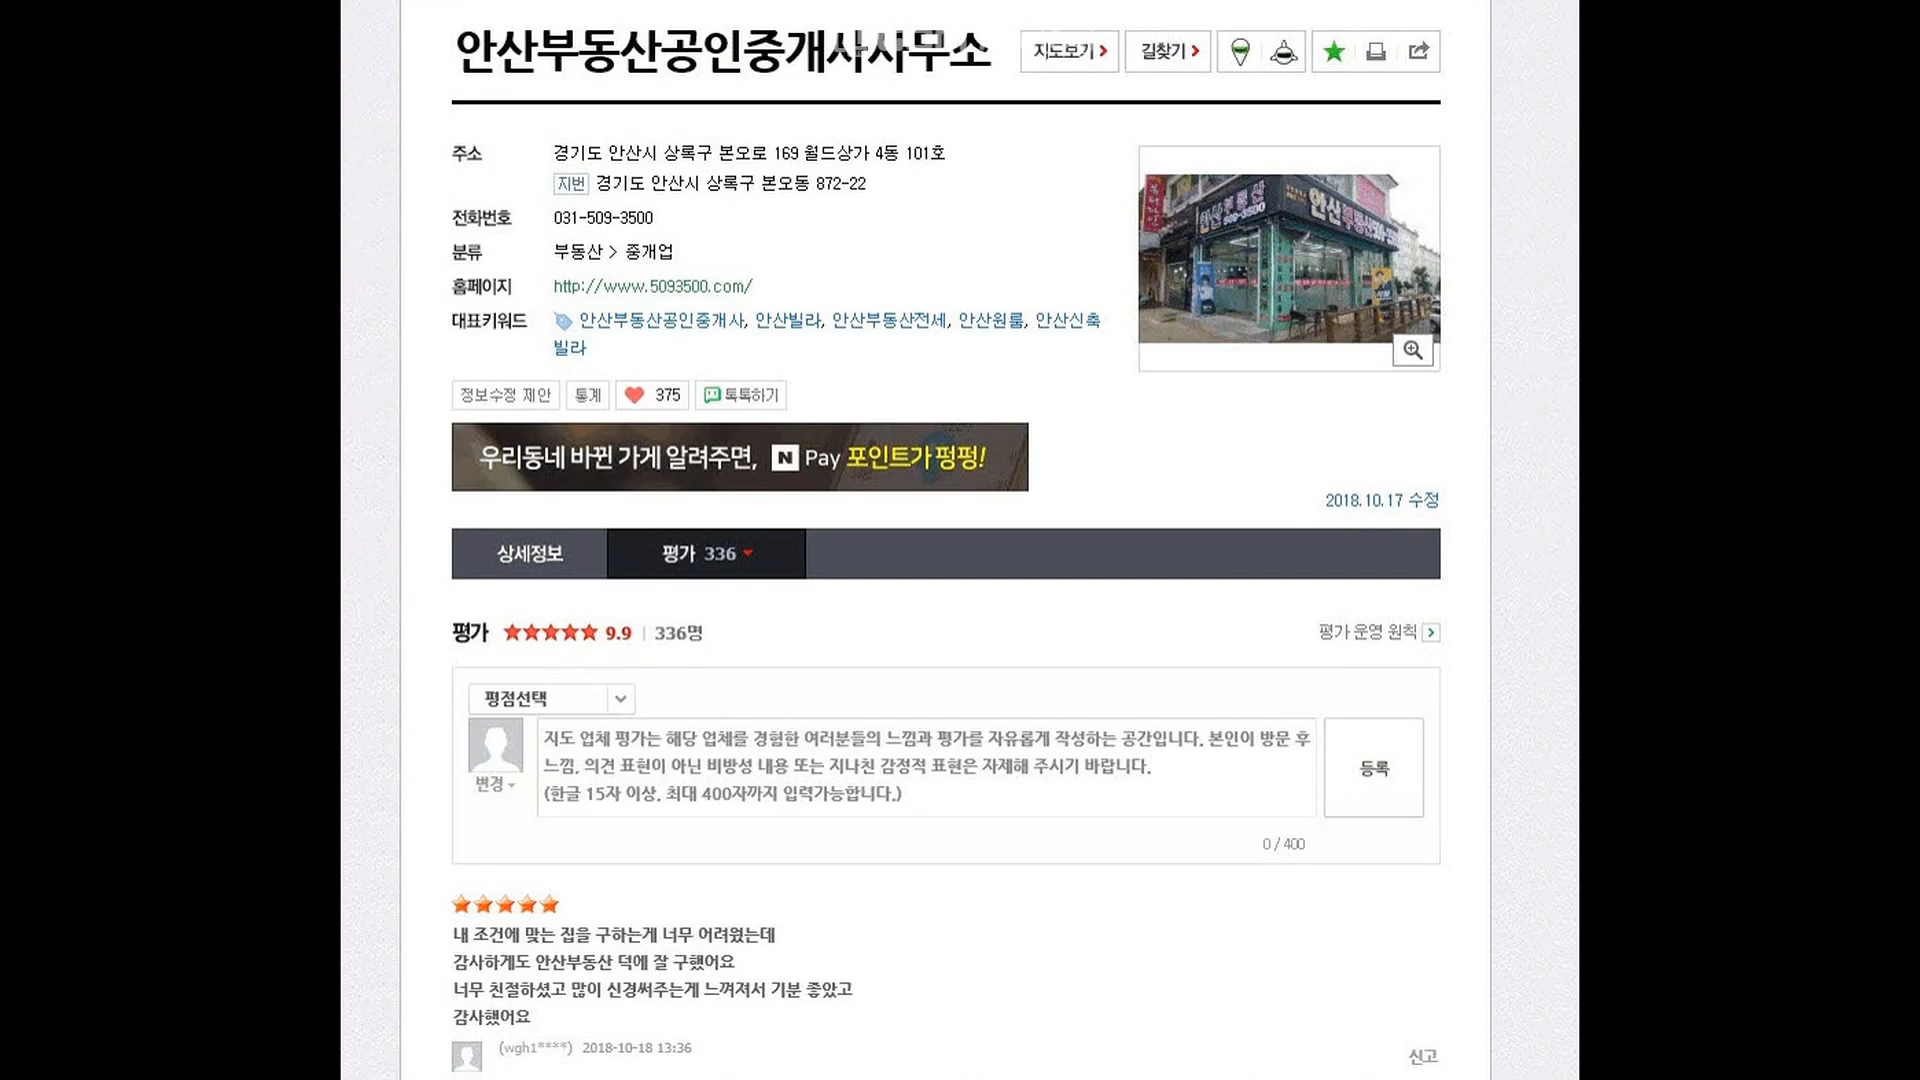 안산부동산공인중개사사무소
지도보기
길찾기
주소 경기도 안산시 상록구 본오로 169 월드상가 4동 101호
지번 경기도 안산시 상록구 본오동 872-22
전화번호 031-509-3500
분류 부동산 > 중개업
홈페이지 http://www.5093500.com/
대표키워드 안산부동산공인중개사, 안산빌라, 안산부동산전세, 안산원룸, 안산신축
빌라
안산부동산
509-3500
안산부동산
정보수정 제안 통계 375 톡톡하기
우리동네 바뀐 가게 알려주면, N Pay 포인트가 펑펑!
2018.10.17 수정
상세정보 평가 336
평가 9.9 336명
평가 운영 원칙
평점선택
지도 업체 평가는 해당 업체를 경험한 여러분들의 느낌과 평가를 자유롭게 작성하는 공간입니다. 본인이 방문 후
느낌, 의견 표현이 아닌 비방성 내용 또는 지나친 감정적 표현은 자제해 주시기 바랍니다.
(한글 15자 이상, 최대 400자까지 입력가능합니다.)
변경
등록
0 / 400
내 조건에 맞는 집을 구하는게 너무 어려웠는데
감사하게도 안산부동산 덕에 잘 구했어요
너무 친절하셨고 많이 신경써주는게 느껴져서 기분 좋았고
감사했어요
(wgh1****) 2018-10-18 13:36
신고